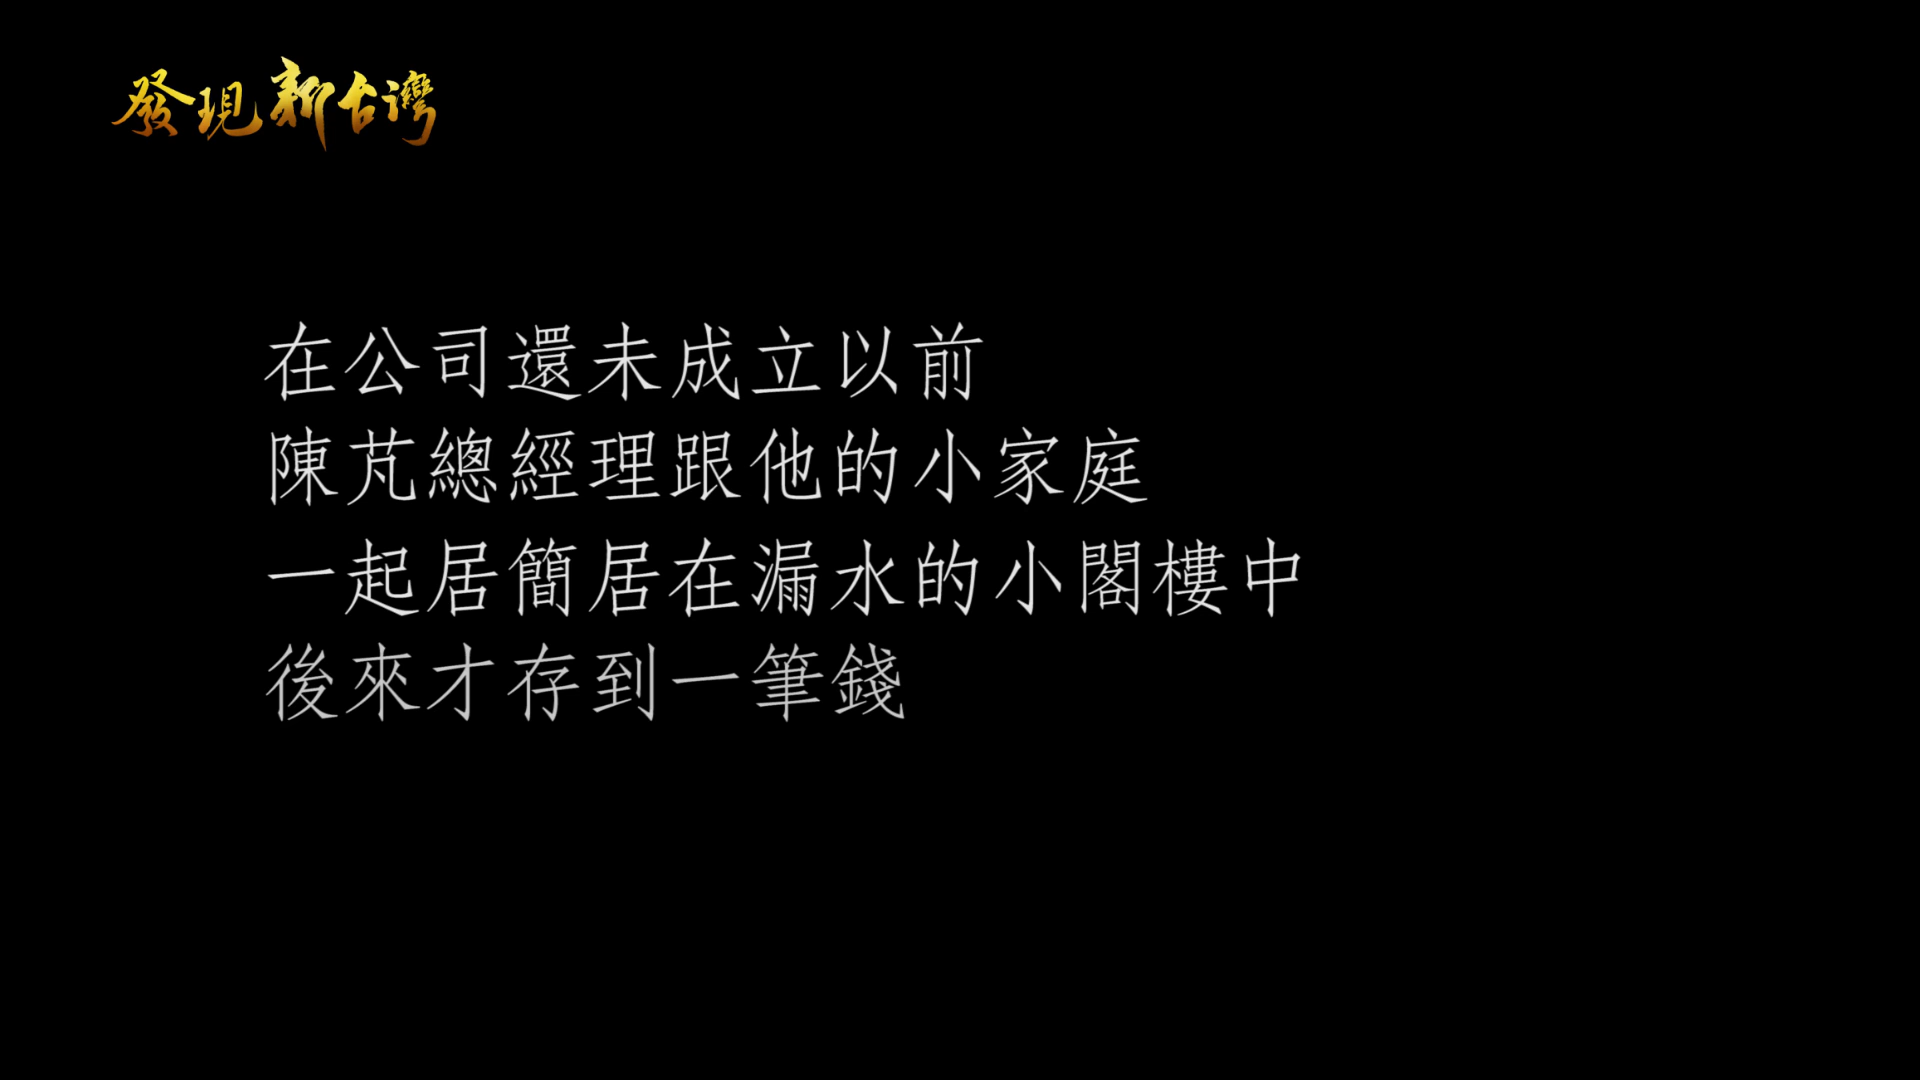 發現新台灣
在公司還未成立以前
陳芃總經理跟他的小家庭
一起居簡居在漏水的小閣樓中
後來才存到一筆錢